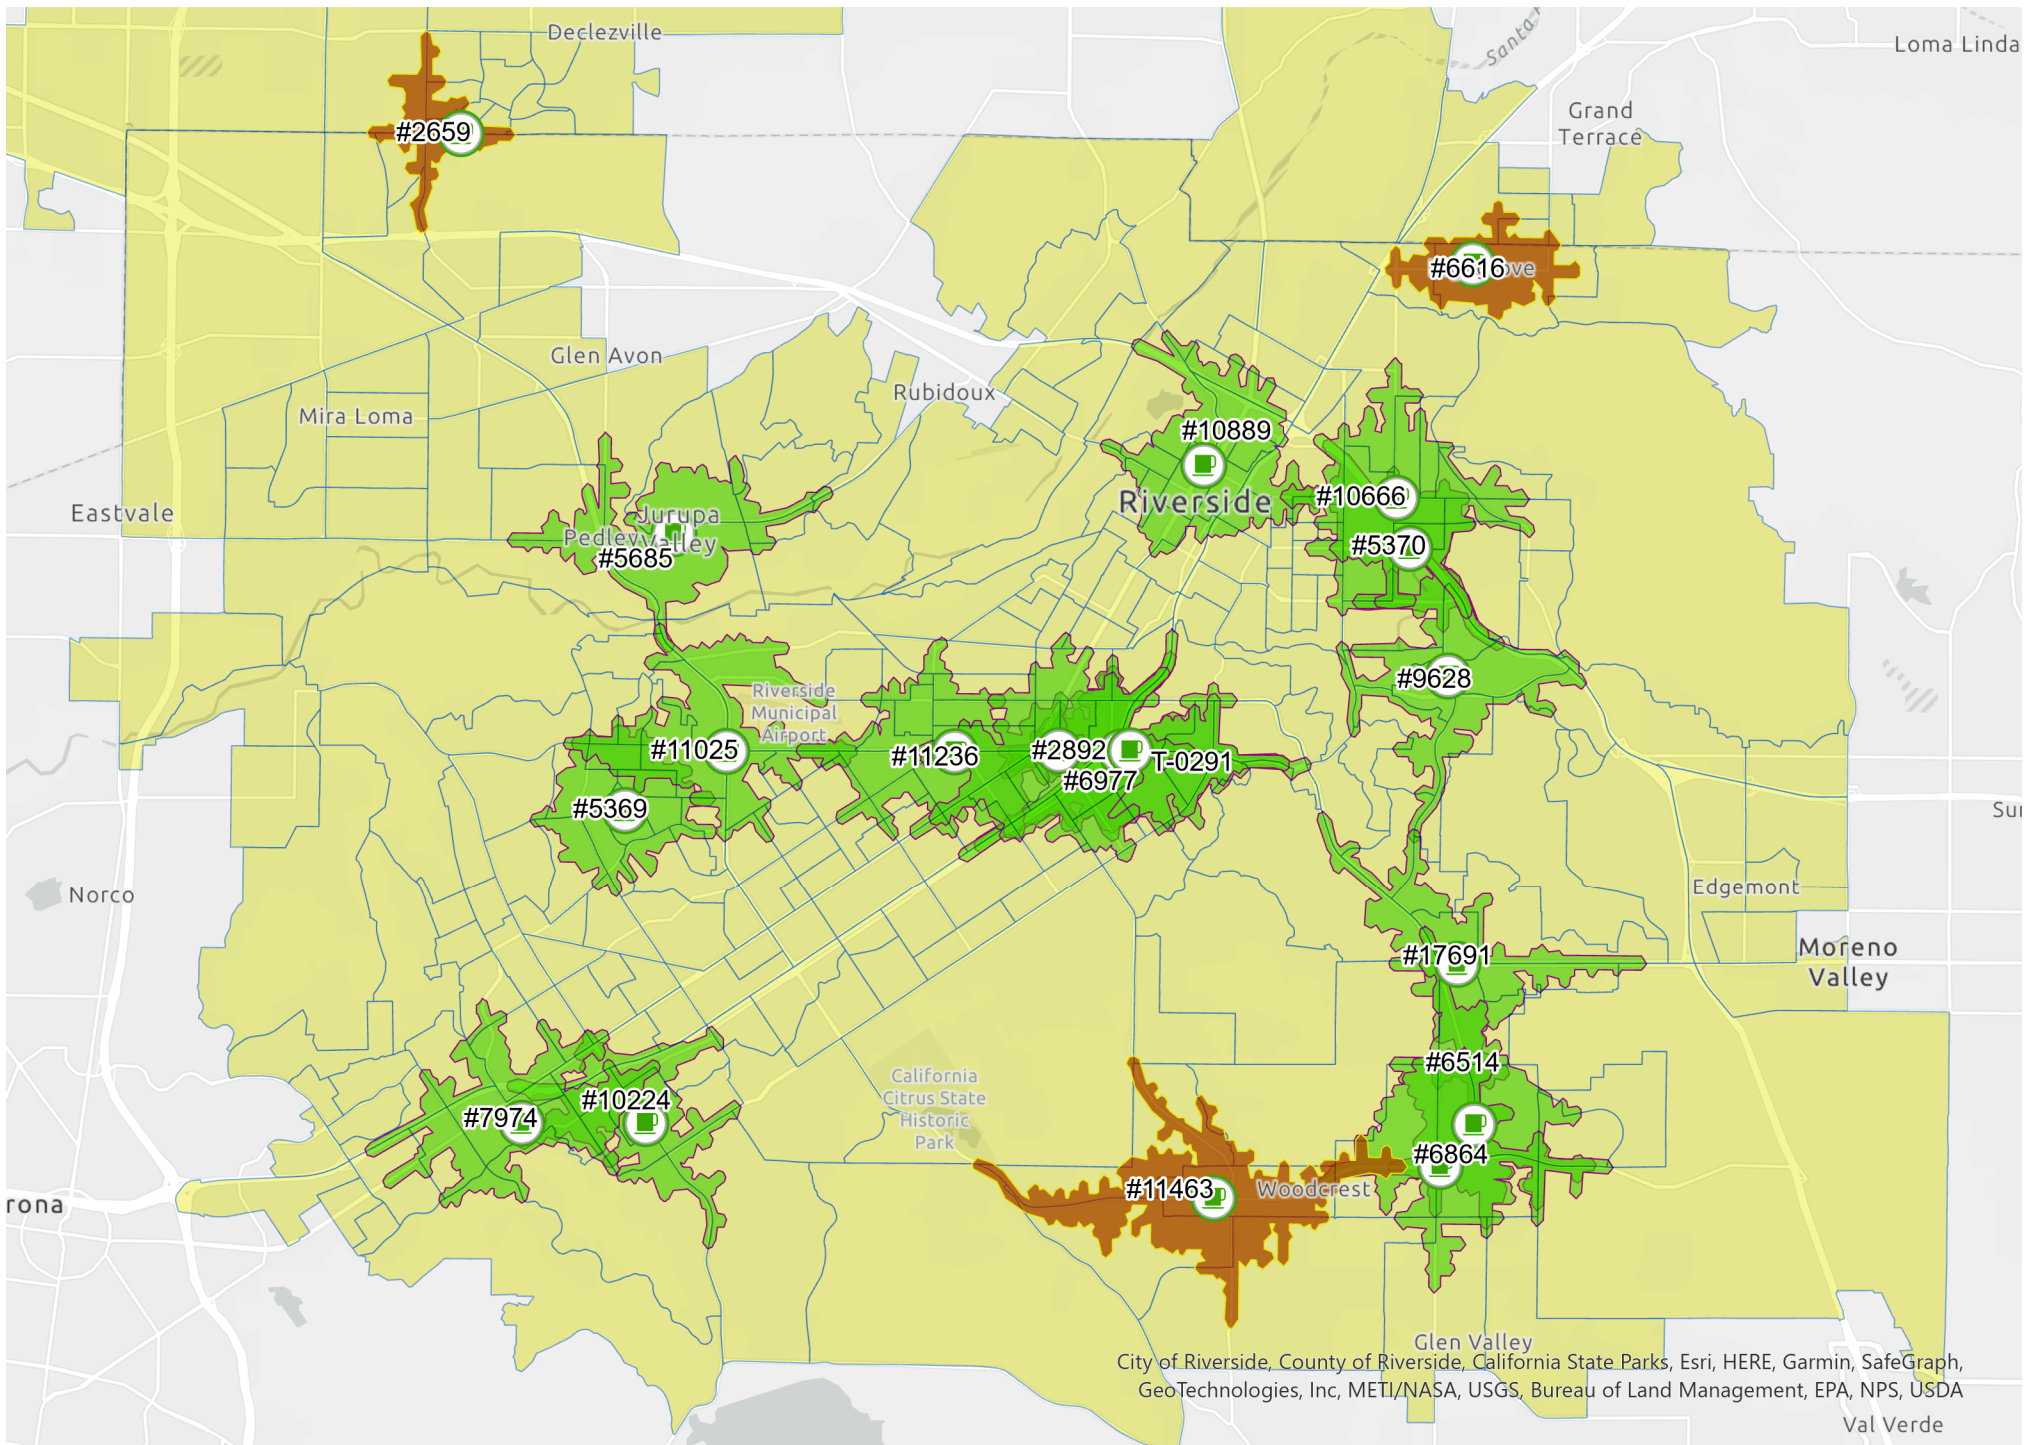 Declezville
Santa
Loma Linda
Grand
Terrace
#2659
#6616
ove
Glen Avon
Rubidoux
Mira Loma
#10889
Riverside
#10666
Eastvale
Jurupa
Pedley
Valley
#5685
#5370
#9628
Riverside
Municipal
Airport
#11025
#11236
#2892
T-0291
#6977
#5369
Sun
Norco
Edgemont
Moreno
Valley
#17691
#6514
California
Citrus State
Historic
Park
#10224
#7974
#6864
#11463
Woodcrest
rona
Glen Valley
City of Riverside, County of Riverside, California State Parks, Esri, HERE, Garmin, SafeGraph,
GeoTechnologies, Inc, METI/NASA, USGS, Bureau of Land Management, EPA, NPS, USDA
Val Verde